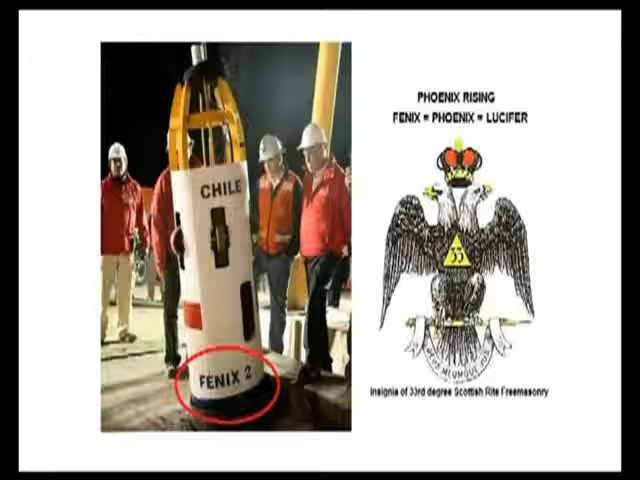 CHILE
FENIX 2
PHOENIX RISING
FENIX = PHOENIX = LUCIFER
33
Insignia of 33rd degree Scottish Rite Freemasonry